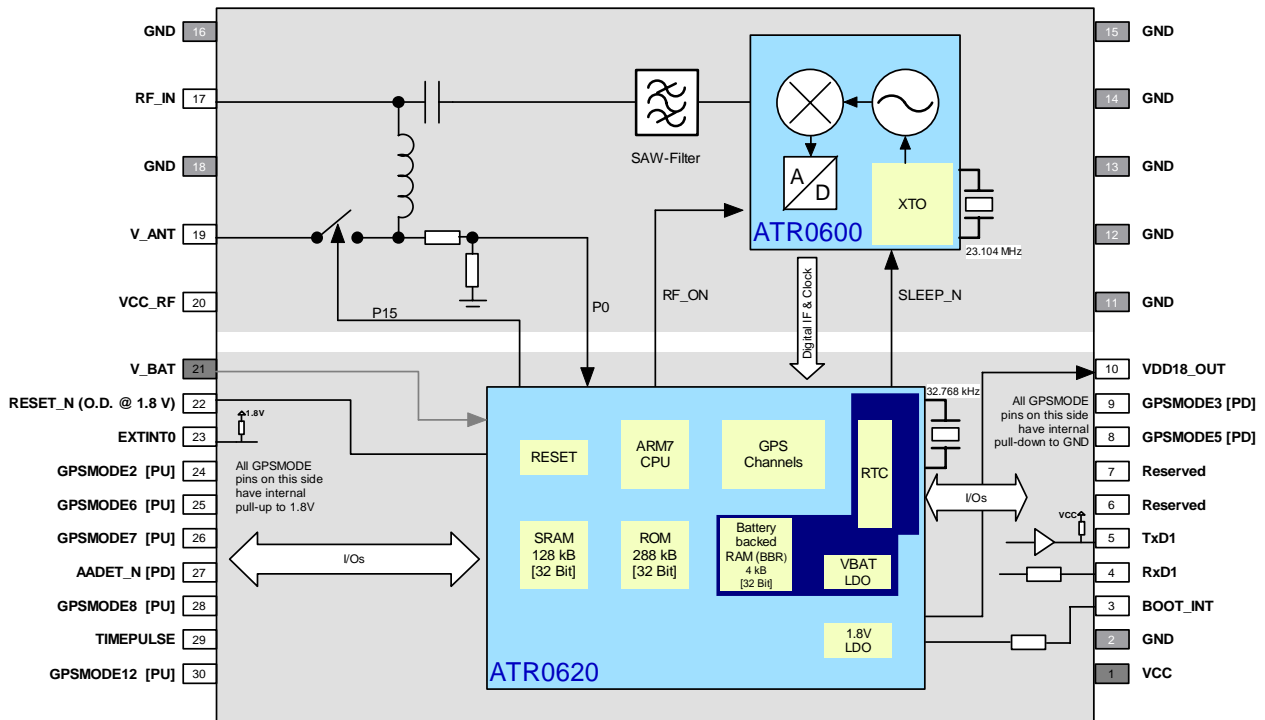 GND 16
RF_IN 17
GND 18
V_ANT 19
VCC_RF 20
V_BAT 21
RESET_N (O.D. @ 1.8 V) 22
EXTINT0 23
GPSMODE2 [PU] 24
GPSMODE6 [PU] 25
GPSMODE7 [PU] 26
AADET_N [PD] 27
GPSMODE8 [PU] 28
TIMEPULSE 29
GPSMODE12 [PU] 30
1.8V
All GPSMODE
pins on this side
have internal
pull-up to 1.8V
I/Os
P15
P0
RF_ON
SAW-Filter
A
D
XTO
ATR0600
23.104 MHz
Digital IF & Clock
SLEEP_N
32.768 kHz
RESET
ARM7
CPU
GPS
Channels
RTC
SRAM
128 kB
[32 Bit]
ROM
288 kB
[32 Bit]
Battery
backed
RAM (BBR)
4 kB
[32 Bit]
VBAT
LDO
1.8V
LDO
ATR0620
All GPSMODE
pins on this side
have internal
pull-down to GND
I/Os
VCC
15 GND
14 GND
13 GND
12 GND
11 GND
10 VDD18_OUT
9 GPSMODE3 [PD]
8 GPSMODE5 [PD]
7 Reserved
6 Reserved
5 TxD1
4 RxD1
3 BOOT_INT
2 GND
1 VCC